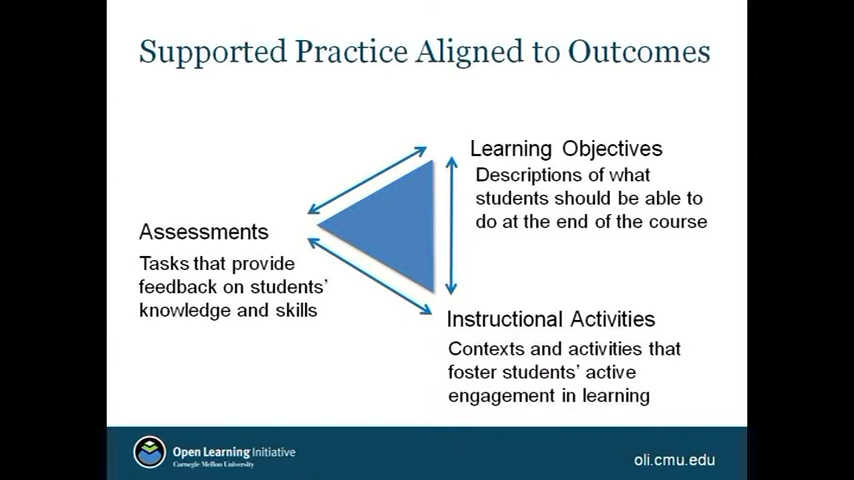 Supported Practice Aligned to Outcomes
Learning Objectives
Descriptions of what
students should be able to
do at the end of the course
Assessments
Tasks that provide
feedback on students’
knowledge and skills
Instructional Activities
Contexts and activities that
foster students’ active
engagement in learning
Open Learning Initiative
Carnegie Mellon University
oli.cmu.edu